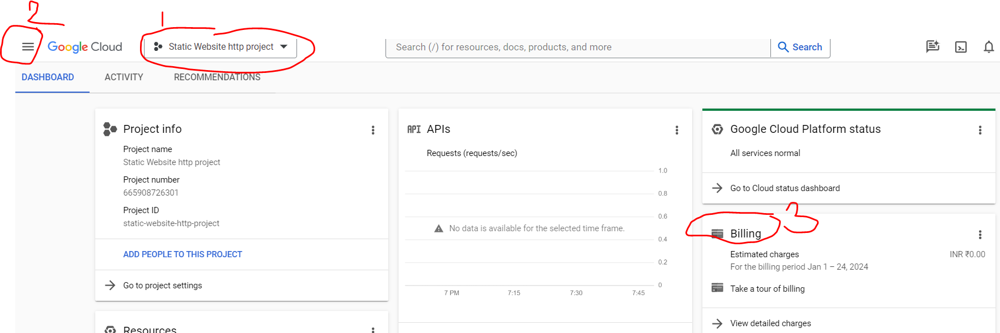 2
1
Google Cloud
Static Website http project
Search (/) for resources, docs, products, and more
Search
DASHBOARD
ACTIVITY
RECOMMENDATIONS
Project info
Project name
Static Website http project
Project number
665908726301
Project ID
static-website-http-project
ADD PEOPLE TO THIS PROJECT
Go to project settings
Resources
API APIs
Requests (requests/sec)
1.0
0.8
0.6
No data is available for the selected time frame.
0.4
0.2
0
7 PM
7:15
7:30
7:45
Google Cloud Platform status
All services normal
Go to Cloud status dashboard
3
Billing
Estimated charges
INR ₹0.00
For the billing period Jan 1 – 24, 2024
Take a tour of billing
View detailed charges